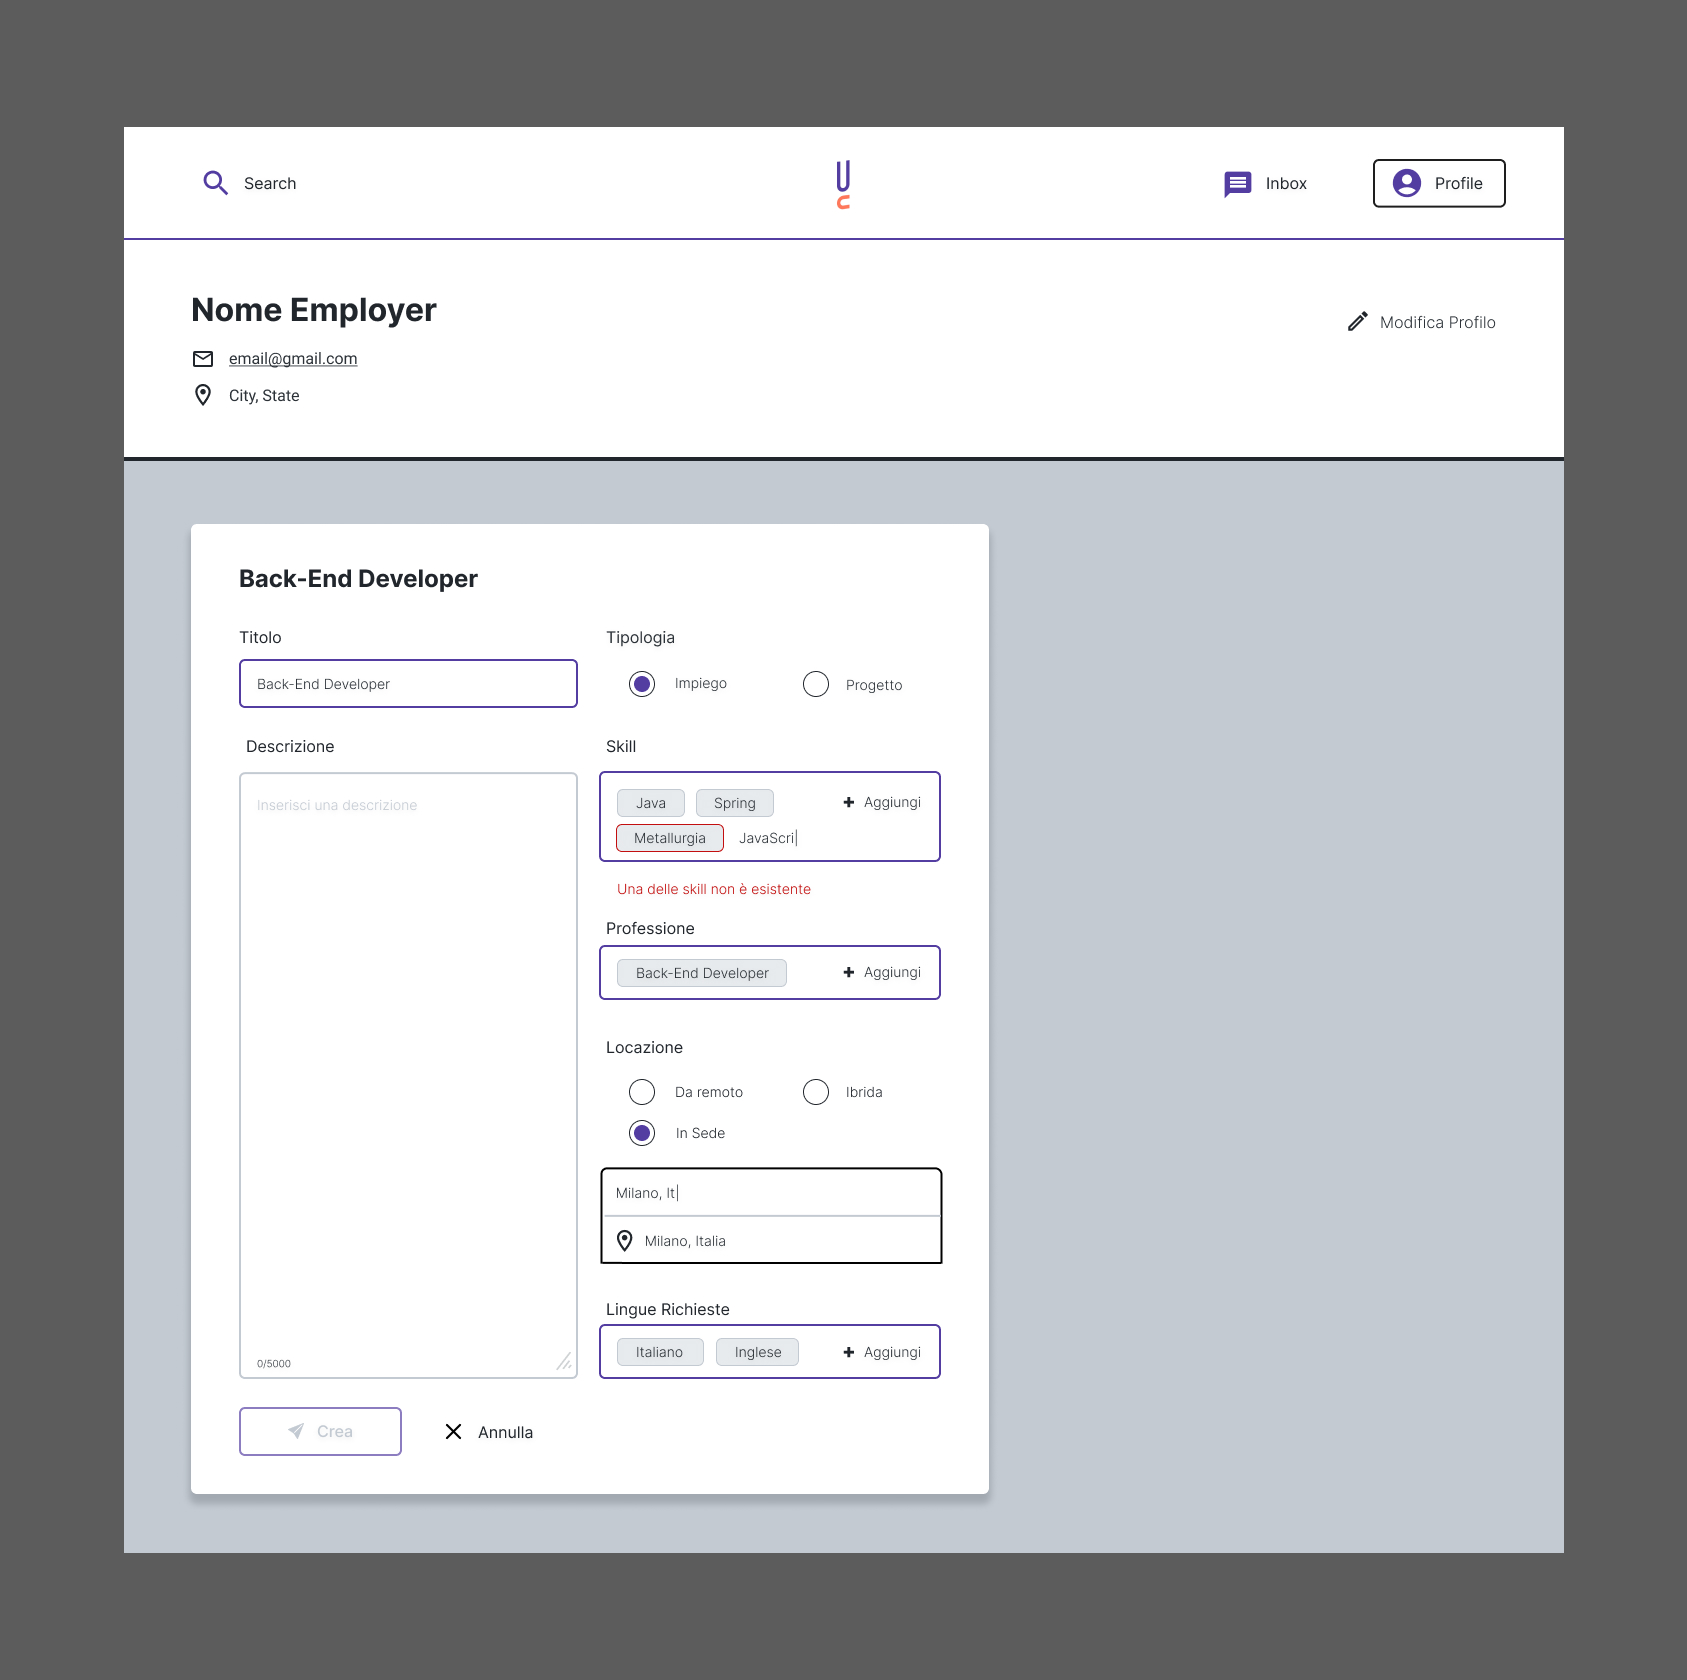 Search
Uc
Inbox
Profile
Nome Employer
Modifica Profilo
email@gmail.com
City, State
Back-End Developer
Titolo
Back-End Developer
Descrizione
Inserisci una descrizione
0/5000
Tipologia
Impiego
Progetto
Skill
Java
Spring
+ Aggiungi
Metallurgia
JavaScri|
Una delle skill non è esistente
Professione
Back-End Developer
+ Aggiungi
Locazione
Da remoto
Ibrida
In Sede
Milano, It|
Milano, Italia
Lingue Richieste
Italiano
Inglese
+ Aggiungi
Crea
Annulla